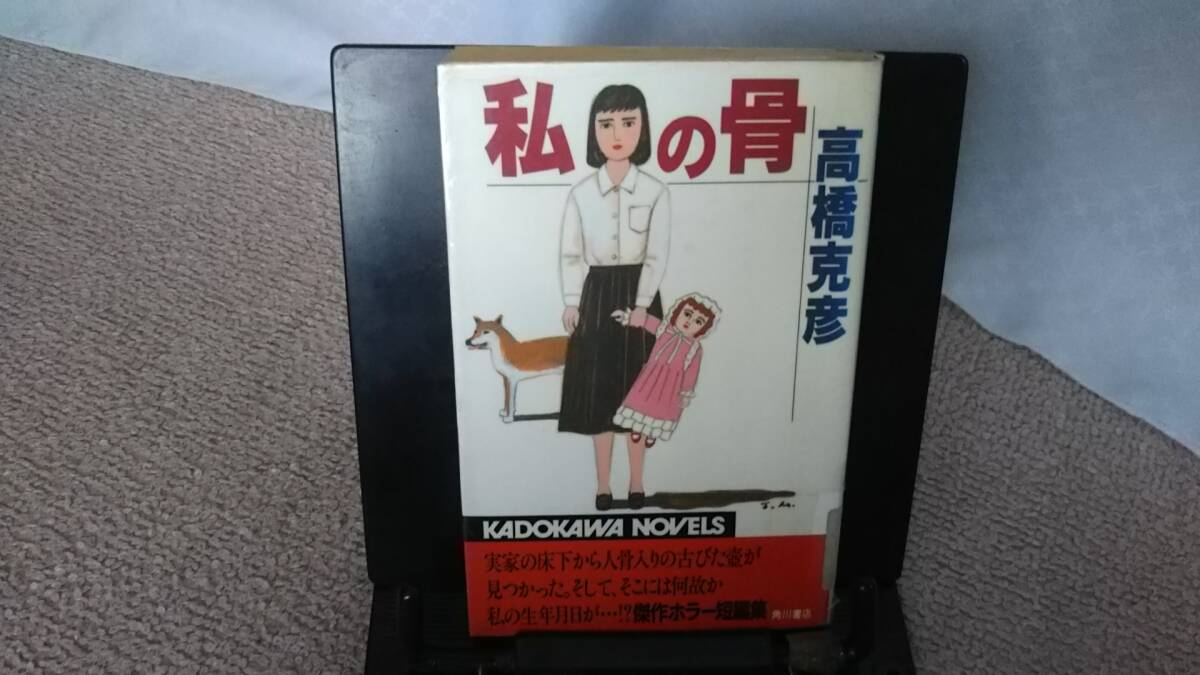 私の骨
高橋克彦
J.M.
KADOKAWA NOVELS
実家の床下から人骨入りの古びた壺が
見つかった。そして、そこには何故か
私の生年月日が…!?傑作ホラー短編集
角川書店